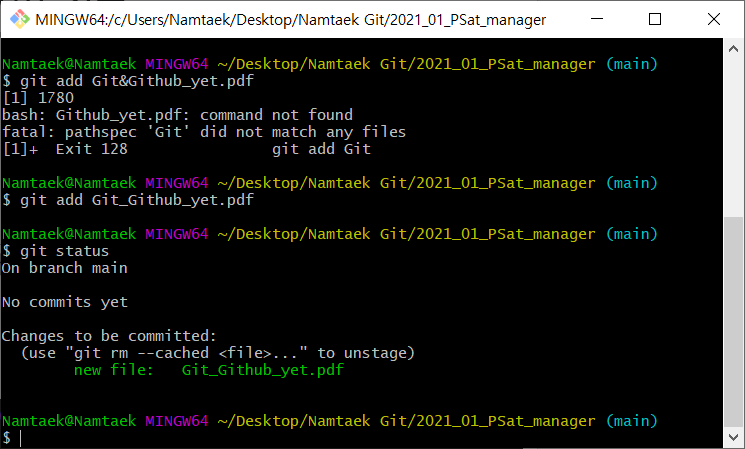 MINGW64:/c/Users/Namtaek/Desktop/Namtaek Git/2021_01_PSat_manager
Namtaek@Namtaek MINGW64 ~/Desktop/Namtaek Git/2021_01_PSat_manager (main)
$ git add Git&Github_yet.pdf
[1] 1780
bash: Github_yet.pdf: command not found
fatal: pathspec 'Git' did not match any files
[1]+  Exit 128                git add Git
Namtaek@Namtaek MINGW64 ~/Desktop/Namtaek Git/2021_01_PSat_manager (main)
$ git add Git_Github_yet.pdf
Namtaek@Namtaek MINGW64 ~/Desktop/Namtaek Git/2021_01_PSat_manager (main)
$ git status
On branch main
No commits yet
Changes to be committed:
  (use "git rm --cached <file>..." to unstage)
        new file:   Git_Github_yet.pdf
Namtaek@Namtaek MINGW64 ~/Desktop/Namtaek Git/2021_01_PSat_manager (main)
$